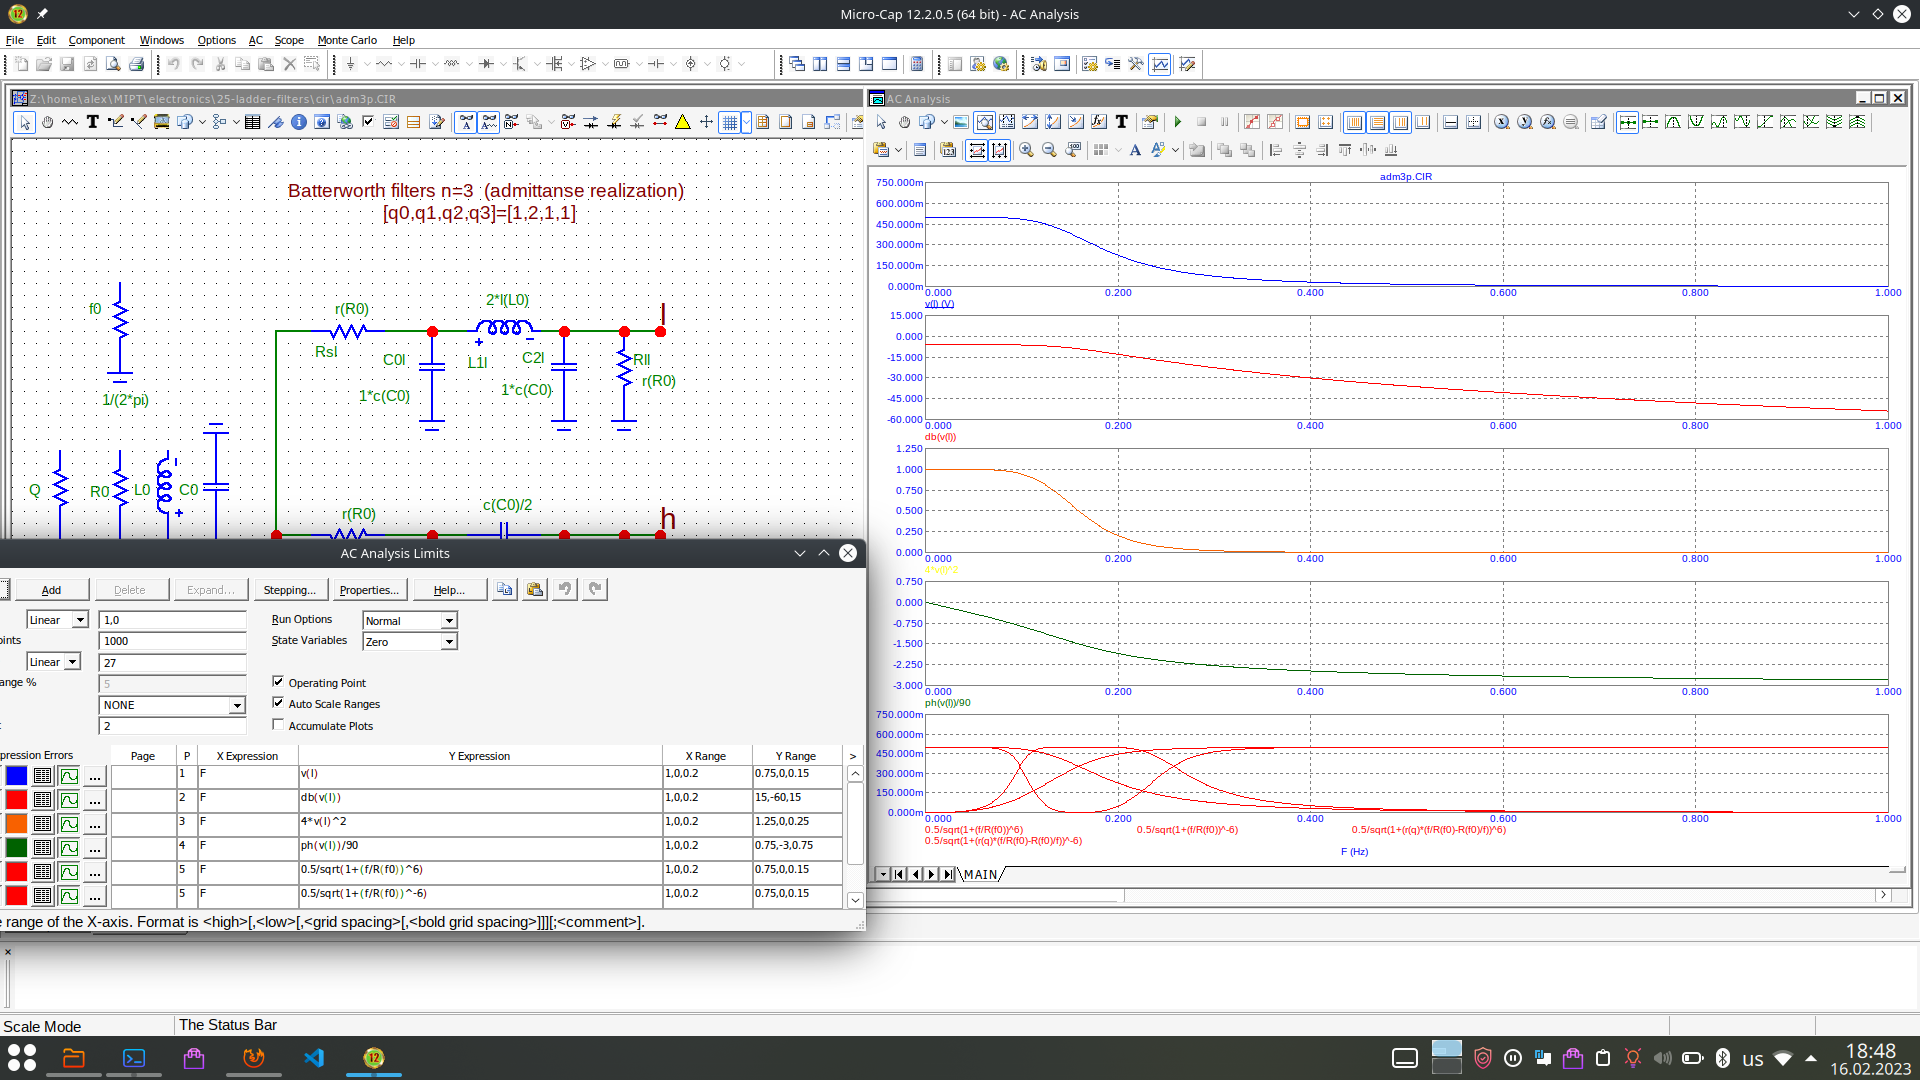 Micro-Cap 12.2.0.5 (64 bit) - AC Analysis
File Edit Component Windows Options AC Scope Monte Carlo Help
Z:\home\alex\MIPT\electronics\25-ladder-filters\cir\adm3p.CIR
Batterworth filters n=3 (admittanse realization)
[q0,q1,q2,q3]=[1,2,1,1]
f0
1/(2*pi)
r(R0)
2*l(L0)
l
Rsl
C0l
L1l
C2l
Rll
r(R0)
1*c(C0)
1*c(C0)
Q
R0
L0
C0
r(R0)
c(C0)/2
h
AC Analysis Limits
Add Delete Expand... Stepping... Properties... Help...
Linear 1,0 Run Options Normal
oints 1000 State Variables Zero
Linear 27
ange % 5 Operating Point
NONE Auto Scale Ranges
: 2 Accumulate Plots
pression Errors Page P X Expression Y Expression X Range Y Range >
1 F v(l) 1,0,0.2 0.75,0,0.15
2 F db(v(l)) 1,0,0.2 15,-60,15
3 F 4*v(l)^2 1,0,0.2 1.25,0,0.25
4 F ph(v(l))/90 1,0,0.2 0.75,-3,0.75
5 F 0.5/sqrt(1+(f/R(f0))^6) 1,0,0.2 0.75,0,0.15
5 F 0.5/sqrt(1+(f/R(f0))^-6) 1,0,0.2 0.75,0,0.15
e range of the X-axis. Format is <high>[,<low>[,<grid spacing>[,<bold grid spacing>]]][;<comment>].
AC Analysis
adm3p.CIR
750.000m
600.000m
450.000m
300.000m
150.000m
0.000m
0.000 0.200 0.400 0.600 0.800 1.000
v(l) (V)
15.000
0.000
-15.000
-30.000
-45.000
-60.000
0.000 0.200 0.400 0.600 0.800 1.000
db(v(l))
1.250
1.000
0.750
0.500
0.250
0.000
0.000 0.200 0.400 0.600 0.800 1.000
4*v(l)^2
0.750
0.000
-0.750
-1.500
-2.250
-3.000
0.000 0.200 0.400 0.600 0.800 1.000
ph(v(l))/90
750.000m
600.000m
450.000m
300.000m
150.000m
0.000m
0.000 0.200 0.400 0.600 0.800 1.000
0.5/sqrt(1+(f/R(f0))^6) 0.5/sqrt(1+(f/R(f0))^-6) 0.5/sqrt(1+(r(q)*(f/R(f0)-R(f0)/f))^6)
0.5/sqrt(1+(r(q)*(f/R(f0)-R(f0)/f))^-6)
F (Hz)
MAIN
Scale Mode The Status Bar
us
18:48
16.02.2023